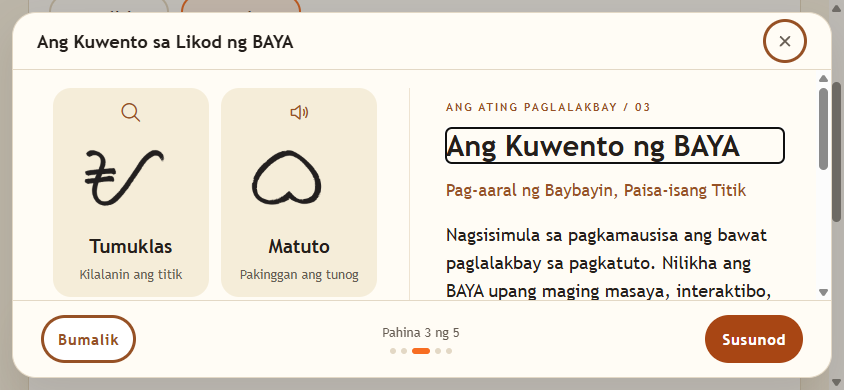 Ang Kuwento sa Likod ng BAYA
Tumuklas
Kilalanin ang titik
ᜊ
Matuto
Pakinggan ang tunog
ANG ATING PAGLALAKBAY / 03
Ang Kuwento ng BAYA
Pag-aaral ng Baybayin, Paisa-isang Titik
Nagsisimula sa pagkamausisa ang bawat
paglalakbay sa pagkatuto. Nilikha ang
BAYA upang maging masaya, interaktibo,
Bumalik
Pahina 3 ng 5
Susunod